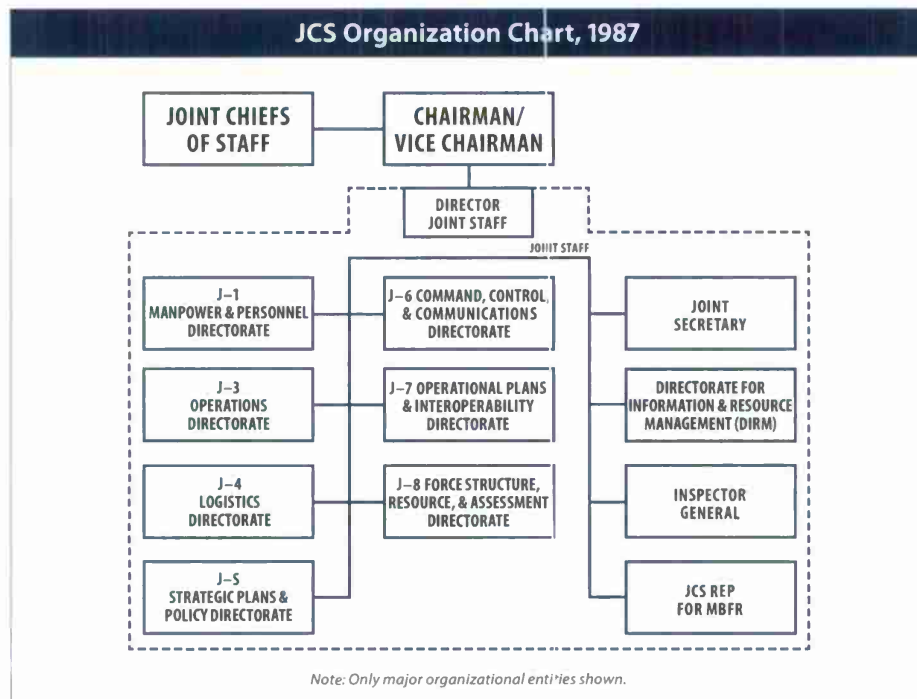 JCS Organization Chart, 1987
JOINT CHIEFS
OF STAFF
CHAIRMAN/
VICE CHAIRMAN
DIRECTOR
JOINT STAFF
JOINT STAFF
J–1
MANPOWER & PERSONNEL
DIRECTORATE
J–6 COMMAND, CONTROL,
& COMMUNICATIONS
DIRECTORATE
JOINT
SECRETARY
J–3
OPERATIONS
DIRECTORATE
J–7 OPERATIONAL PLANS
& INTEROPERABILITY
DIRECTORATE
DIRECTORATE FOR
INFORMATION & RESOURCE
MANAGEMENT (DIRM)
J–4
LOGISTICS
DIRECTORATE
J–8 FORCE STRUCTURE,
RESOURCE, & ASSESSMENT
DIRECTORATE
INSPECTOR
GENERAL
J–5
STRATEGIC PLANS &
POLICY DIRECTORATE
JCS REP
FOR MBFR
Note: Only major organizational entities shown.